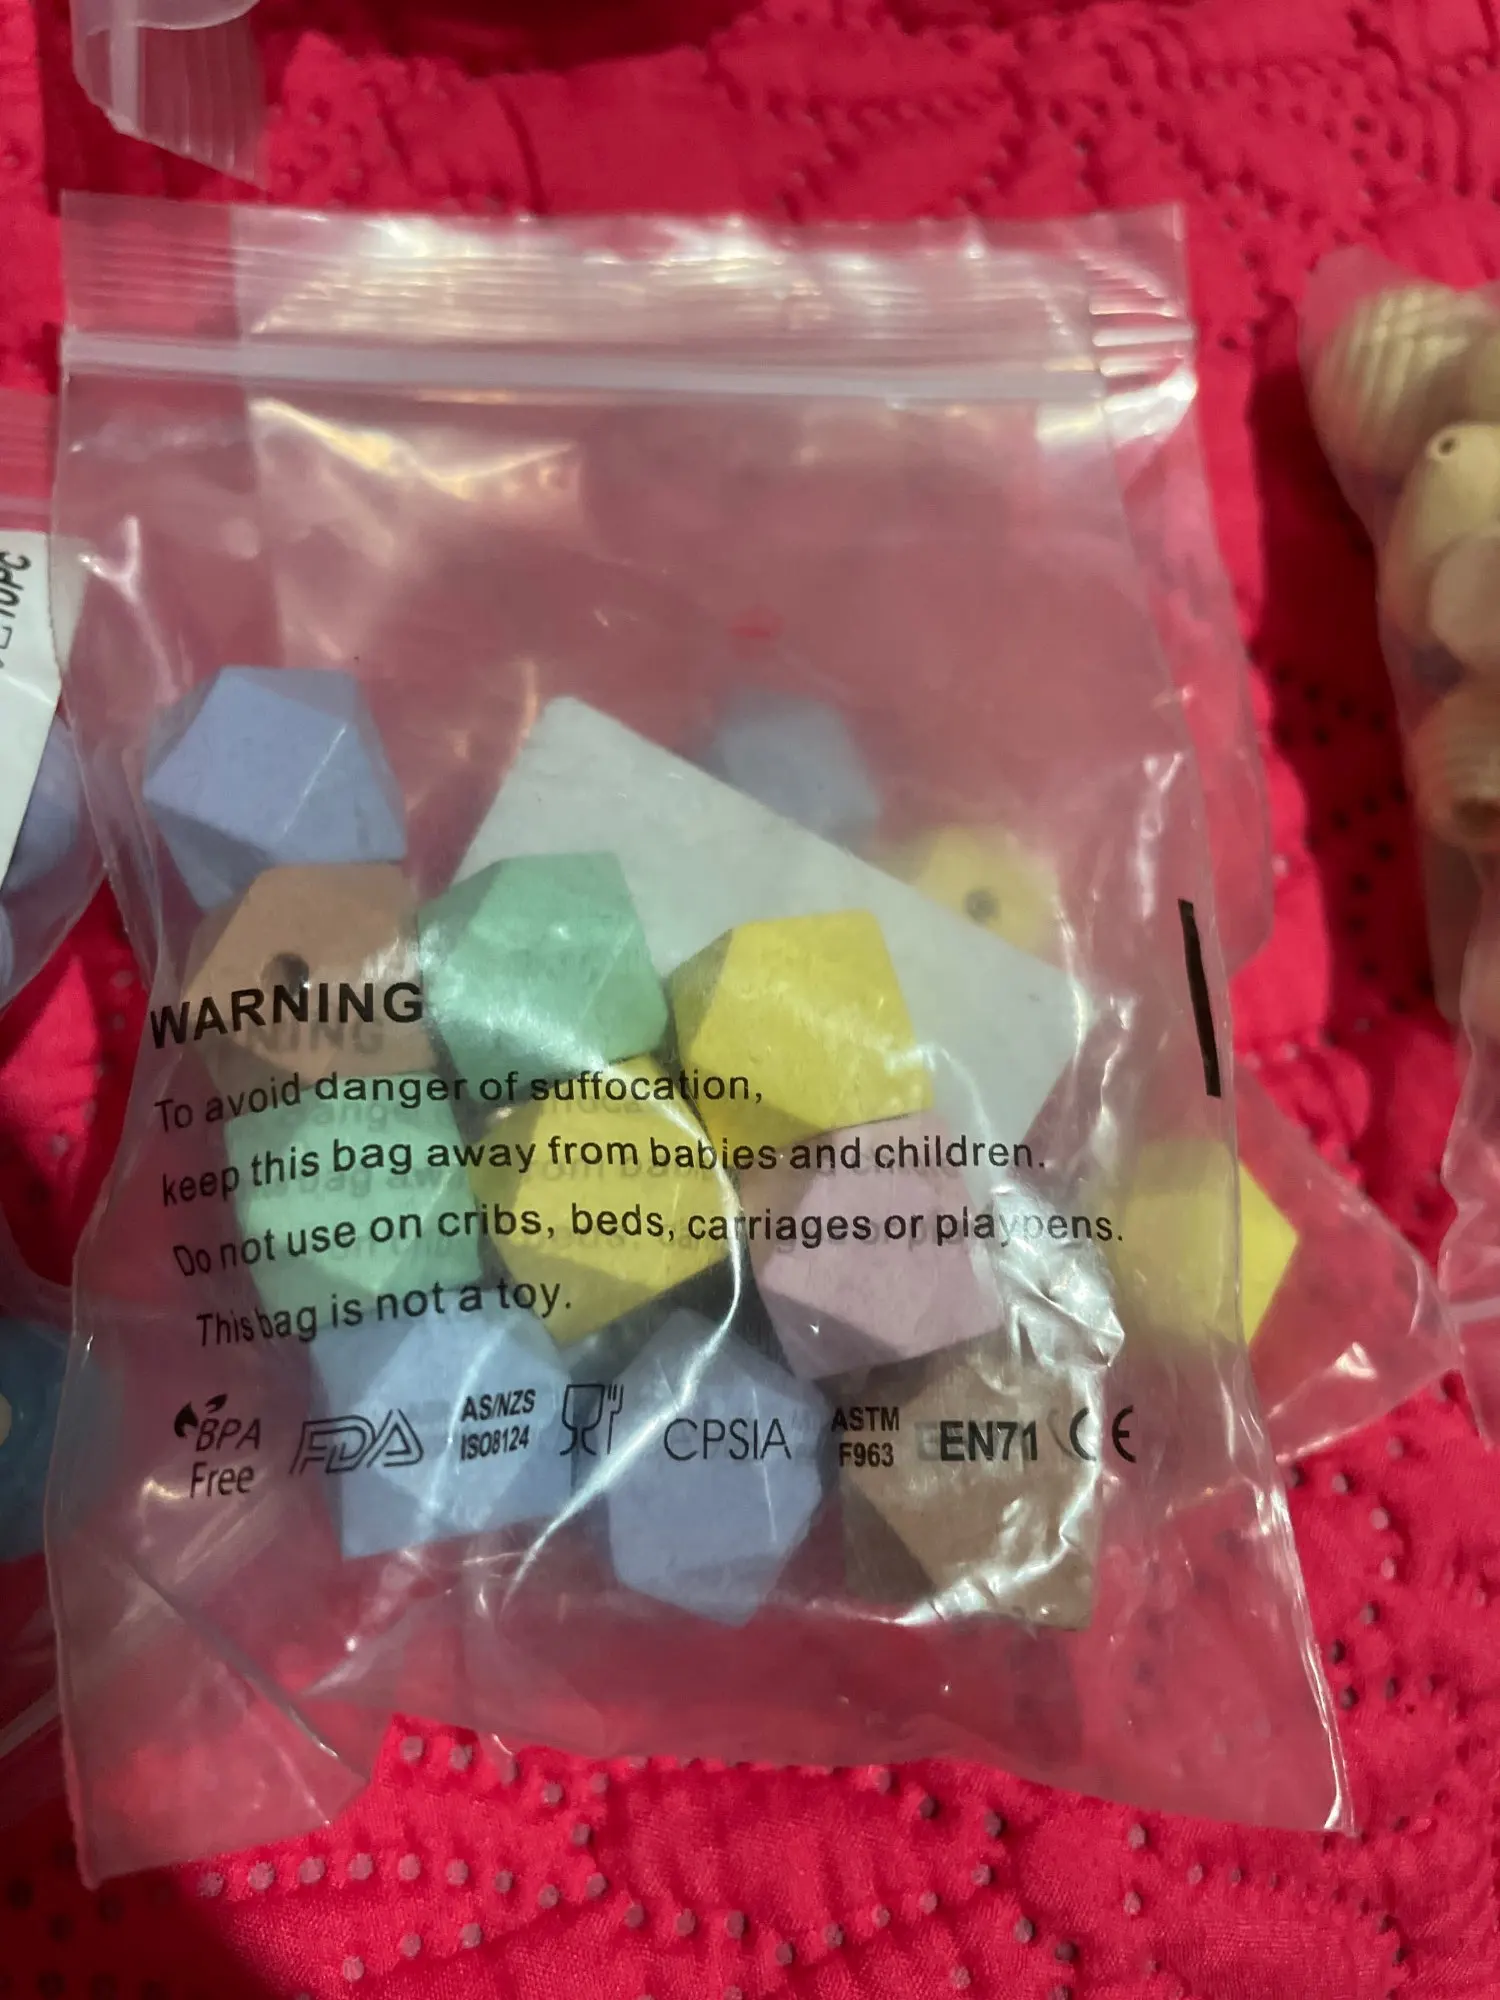 10PC
WARNING
To avoid danger of suffocation,
keep this bag away from babies and children.
Do not use on cribs, beds, carriages or playpens.
This bag is not a toy.
BPA
Free
FDA
AS/NZS
ISO8124
CPSIA
ASTM
F963
EN71
CE